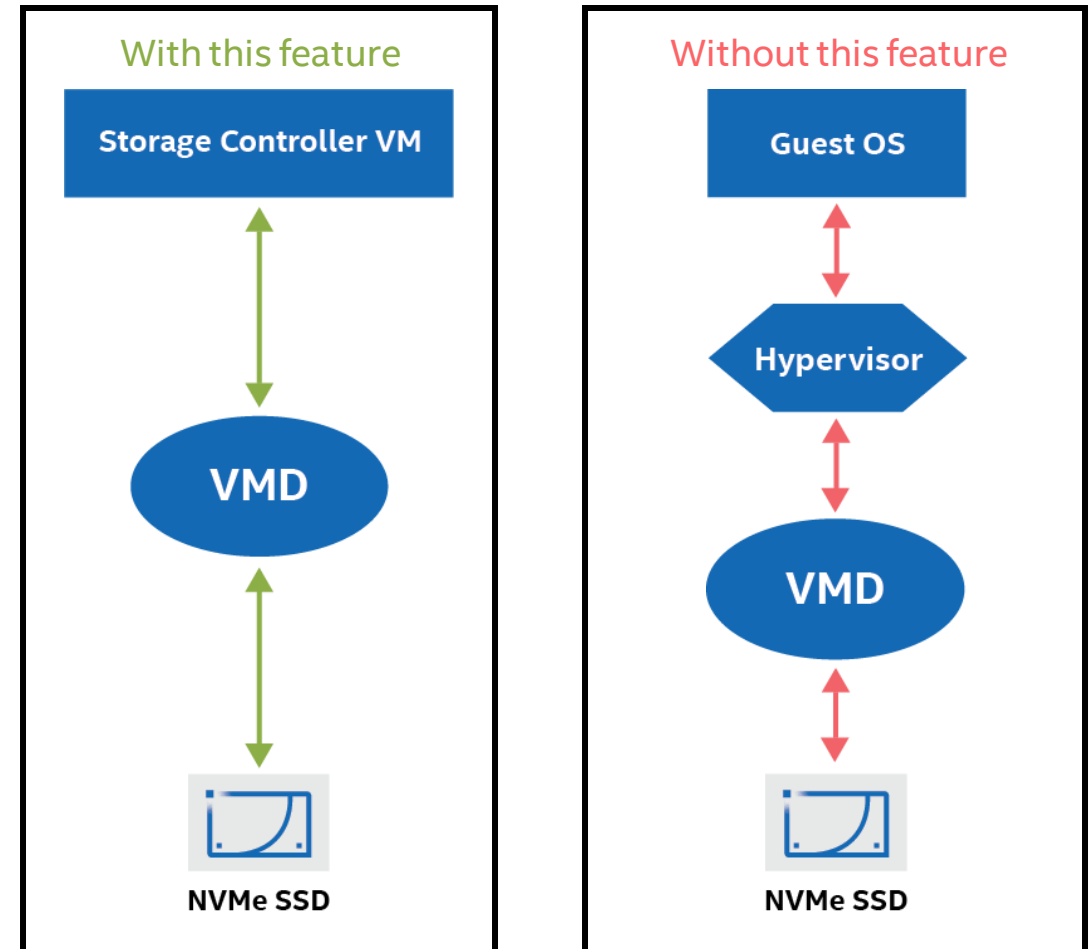 With this feature
Storage Controller VM
VMD
NVMe SSD
Without this feature
Guest OS
Hypervisor
VMD
NVMe SSD